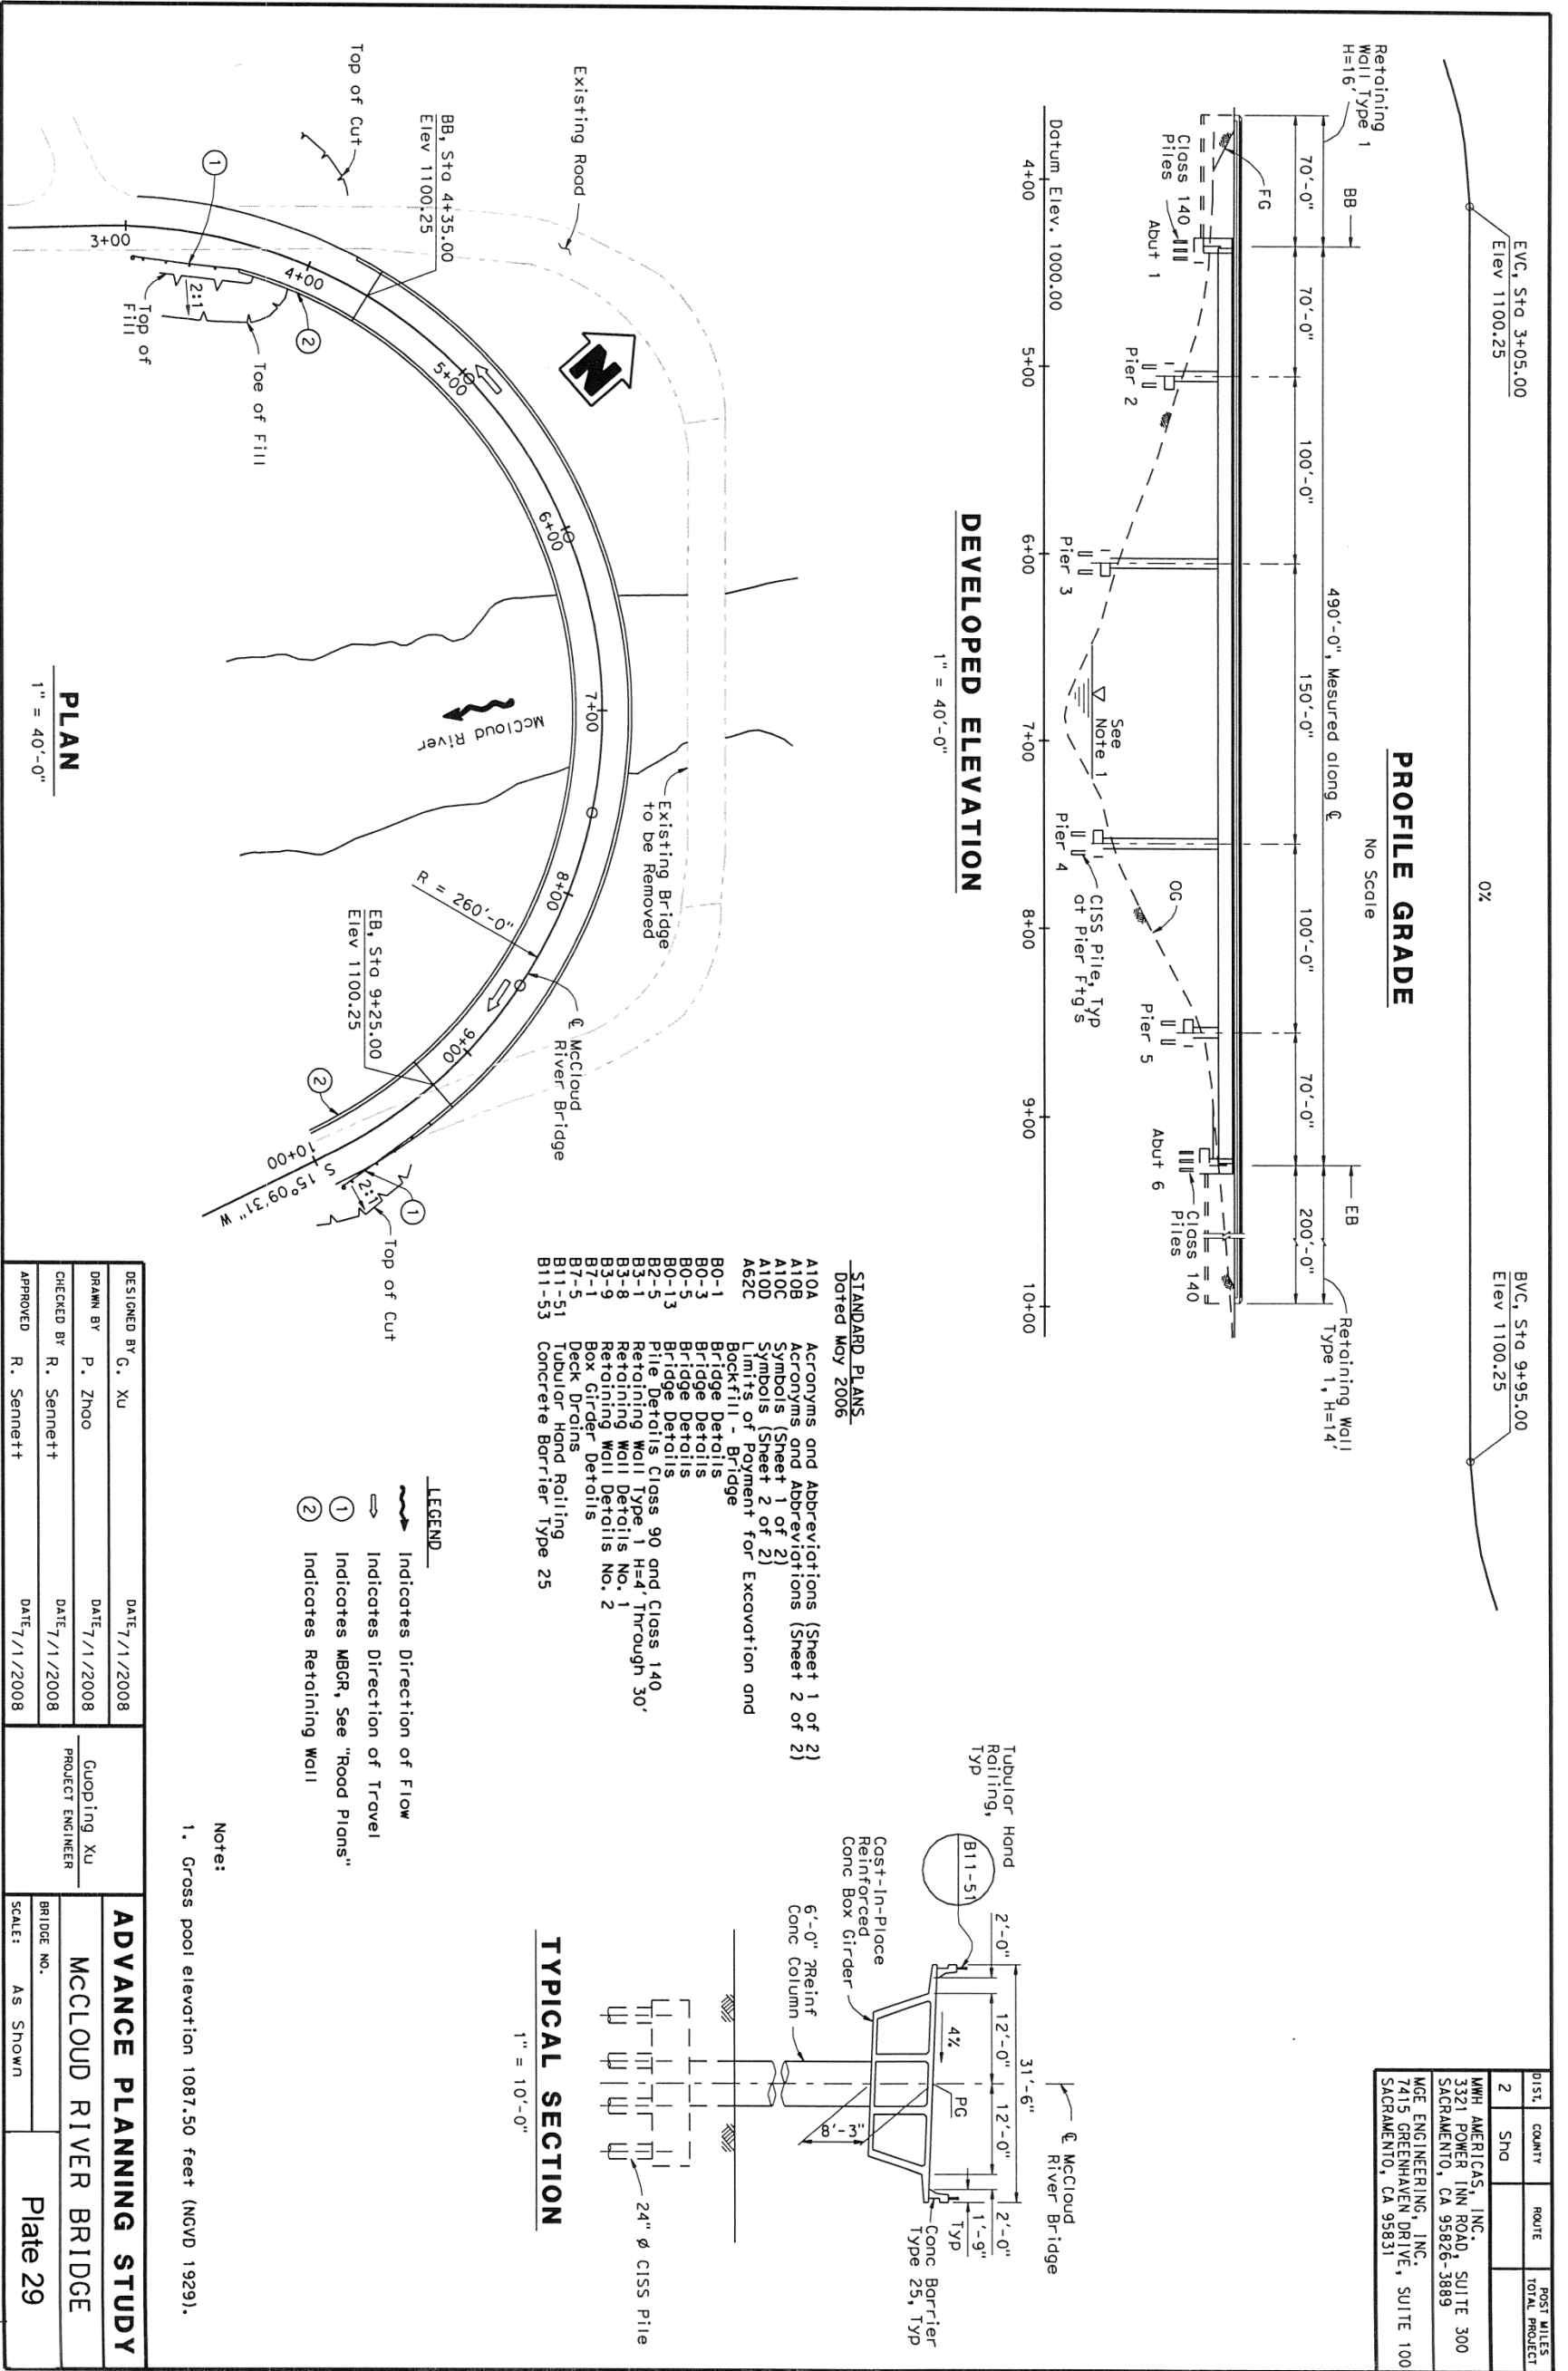 DIST.
COUNTY
ROUTE
POST MILES
TOTAL PROJECT
2
Sha
MWH AMERICAS, INC.
3321 POWER INN ROAD, SUITE 300
SACRAMENTO, CA 95826-3889
MGE ENGINEERING, INC.
7415 GREENHAVEN DRIVE, SUITE 100
SACRAMENTO, CA 95831
EVC, Sta 3+05.00
Elev 1100.25
0%
BVC, Sta 9+95.00
Elev 1100.25
PROFILE GRADE
No Scale
Retaining
Wall Type 1
H=16'
BB
490'-0", Mesured along ℄
EB
Retaining Wall
Type 1, H=14'
70'-0"
70'-0"
100'-0"
150'-0"
100'-0"
70'-0"
200'-0"
FG
Class 140
Piles
Abut 1
Pier 2
Pier 3
See
Note 1
Pier 4
CISS Pile, Typ
at Pier Ftg's
OG
Pier 5
Abut 6
Class 140
Piles
Datum Elev. 1000.00
4+00
5+00
6+00
7+00
8+00
9+00
10+00
DEVELOPED ELEVATION
1" = 40'-0"
Existing Road
Top of Cut
BB, Sta 4+35.00
Elev 1100.25
1
3+00
4+00
5+00
6+00
7+00
8+00
9+00
10+00
2:1
Top of
Fill
2
Toe of Fill
N
McCloud River
Existing Bridge
to be Removed
R = 260'-0"
℄ McCloud
River Bridge
EB, Sta 9+25.00
Elev 1100.25
2
S 15°09'31" W
2:1
1
Top of Cut
PLAN
1" = 40'-0"
STANDARD PLANS
Dated May 2006
A10A Acronyms and Abbreviations (Sheet 1 of 2)
A10B Acronyms and Abbreviations (Sheet 2 of 2)
A10C Symbols (Sheet 1 of 2)
A10D Symbols (Sheet 2 of 2)
A62C Limits of Payment for Excavation and
Backfill - Bridge
B0-1 Bridge Details
B0-3 Bridge Details
B0-5 Bridge Details
B0-13 Bridge Details
B2-5 Pile Details Class 90 and Class 140
B3-1 Retaining Wall Type 1 H=4' Through 30'
B3-8 Retaining Wall Details No. 1
B3-9 Retaining Wall Details No. 2
B7-1 Box Girder Details
B7-5 Deck Drains
B11-51 Tubular Hand Railing
B11-53 Concrete Barrier Type 25
LEGEND
Indicates Direction of Flow
Indicates Direction of Travel
1 Indicates MBGR, See "Road Plans"
2 Indicates Retaining Wall
℄ McCloud
River Bridge
31'-6"
2'-0"
12'-0"
12'-0"
2'-0"
1'-9"
Typ
Tubular Hand
Railing,
Typ
B11-51
4%
PG
Conc Barrier
Type 25, Typ
Cast-In-Place
Reinforced
Conc Box Girder
8'-3"
6'-0" ?Reinf
Conc Column
24" ø CISS Pile
TYPICAL SECTION
1" = 10'-0"
Note:
1. Gross pool elevation 1087.50 feet (NGVD 1929).
DESIGNED BY G. Xu DATE 7/1/2008
DRAWN BY P. Zhao DATE 7/1/2008
CHECKED BY R. Sennett DATE 7/1/2008
APPROVED R. Sennett DATE 7/1/2008
Guoping Xu
PROJECT ENGINEER
ADVANCE PLANNING STUDY
McCLOUD RIVER BRIDGE
BRIDGE NO.
SCALE: As Shown
Plate 29